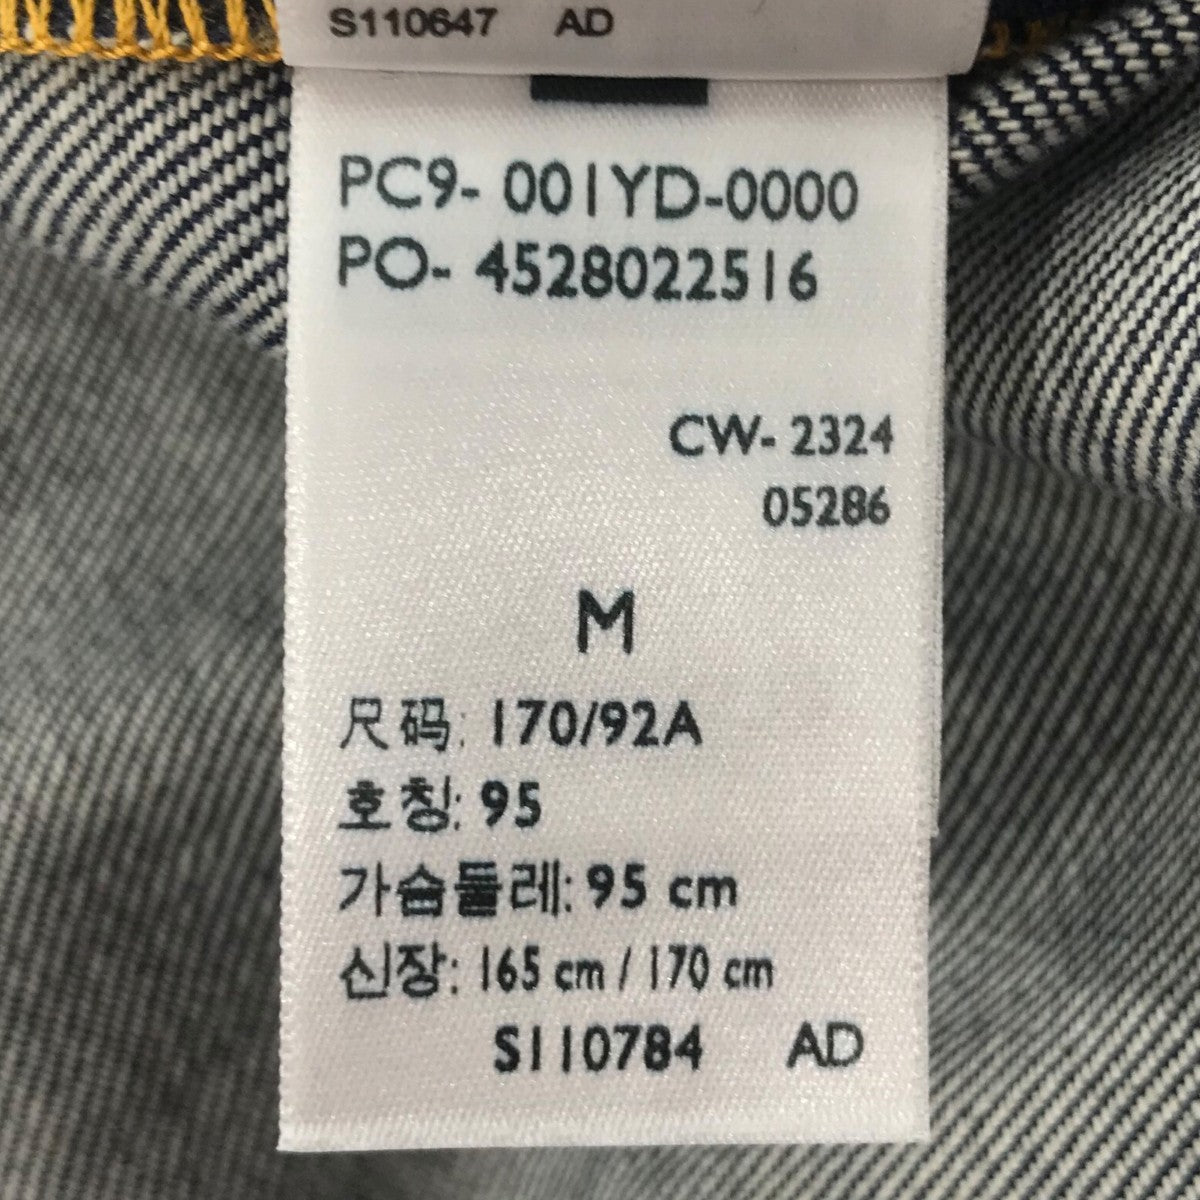 S110647 AD
PC9- 001YD-0000
PO- 4528022516
CW- 2324
05286
M
尺码: 170/92A
호칭: 95
가슴둘레: 95 cm
신장: 165 cm / 170 cm
S110784 AD